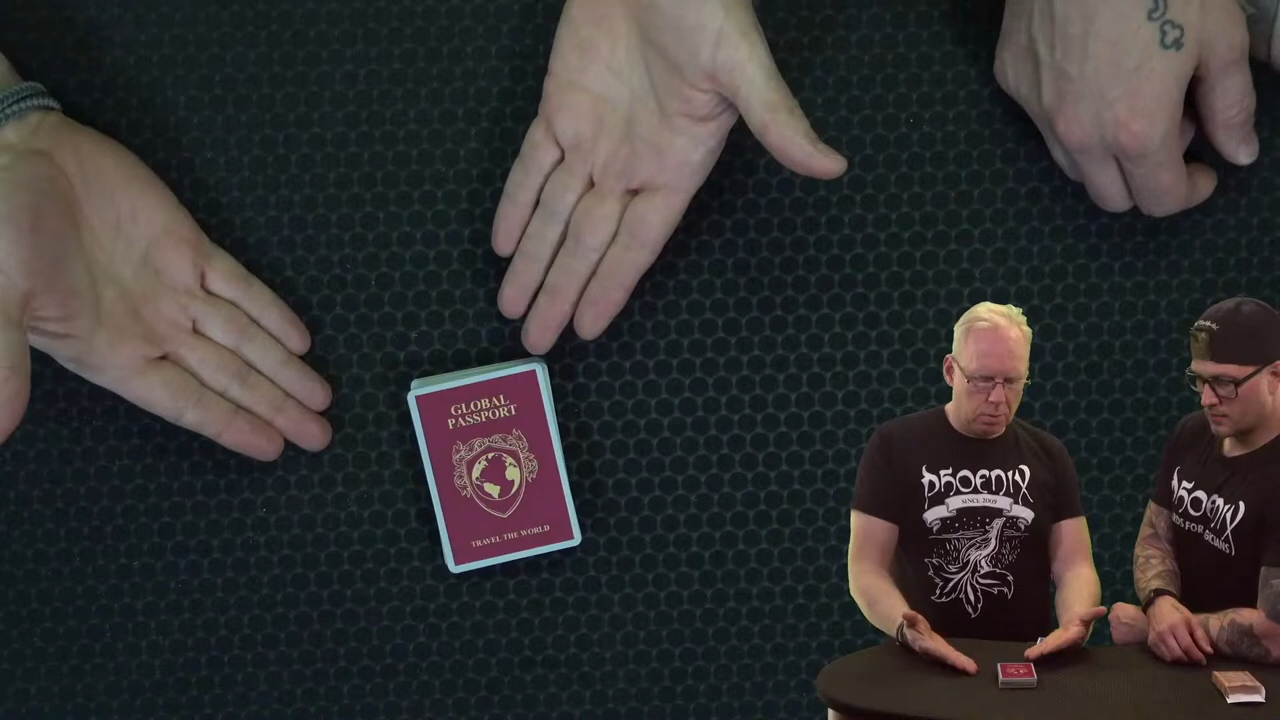 GLOBAL
PASSPORT
TRAVEL THE WORLD
PHOENIX
SINCE 2009
PHOENIX